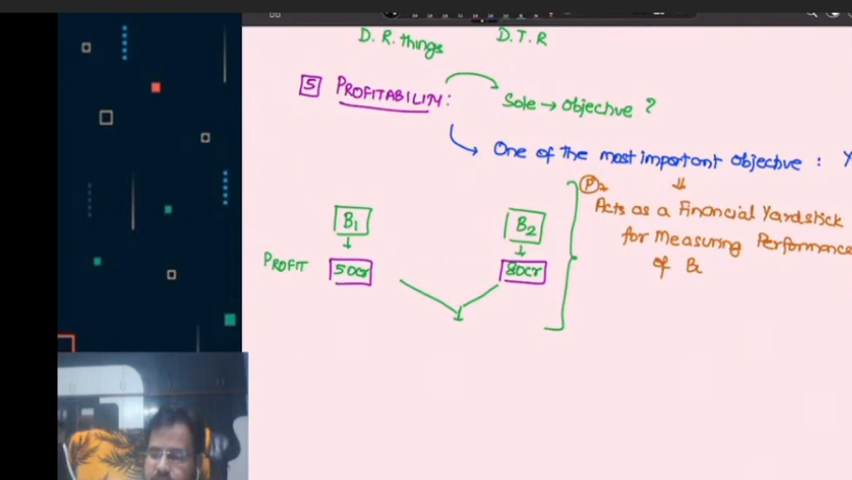 D. R. things D. T. R
5 PROFITABILITY: Sole → Objective ?
One of the most important objective : Y
P
Acts as a Financial Yardstick
for Measuring Performance
of B
B1 B2
PROFIT 50cr 80cr